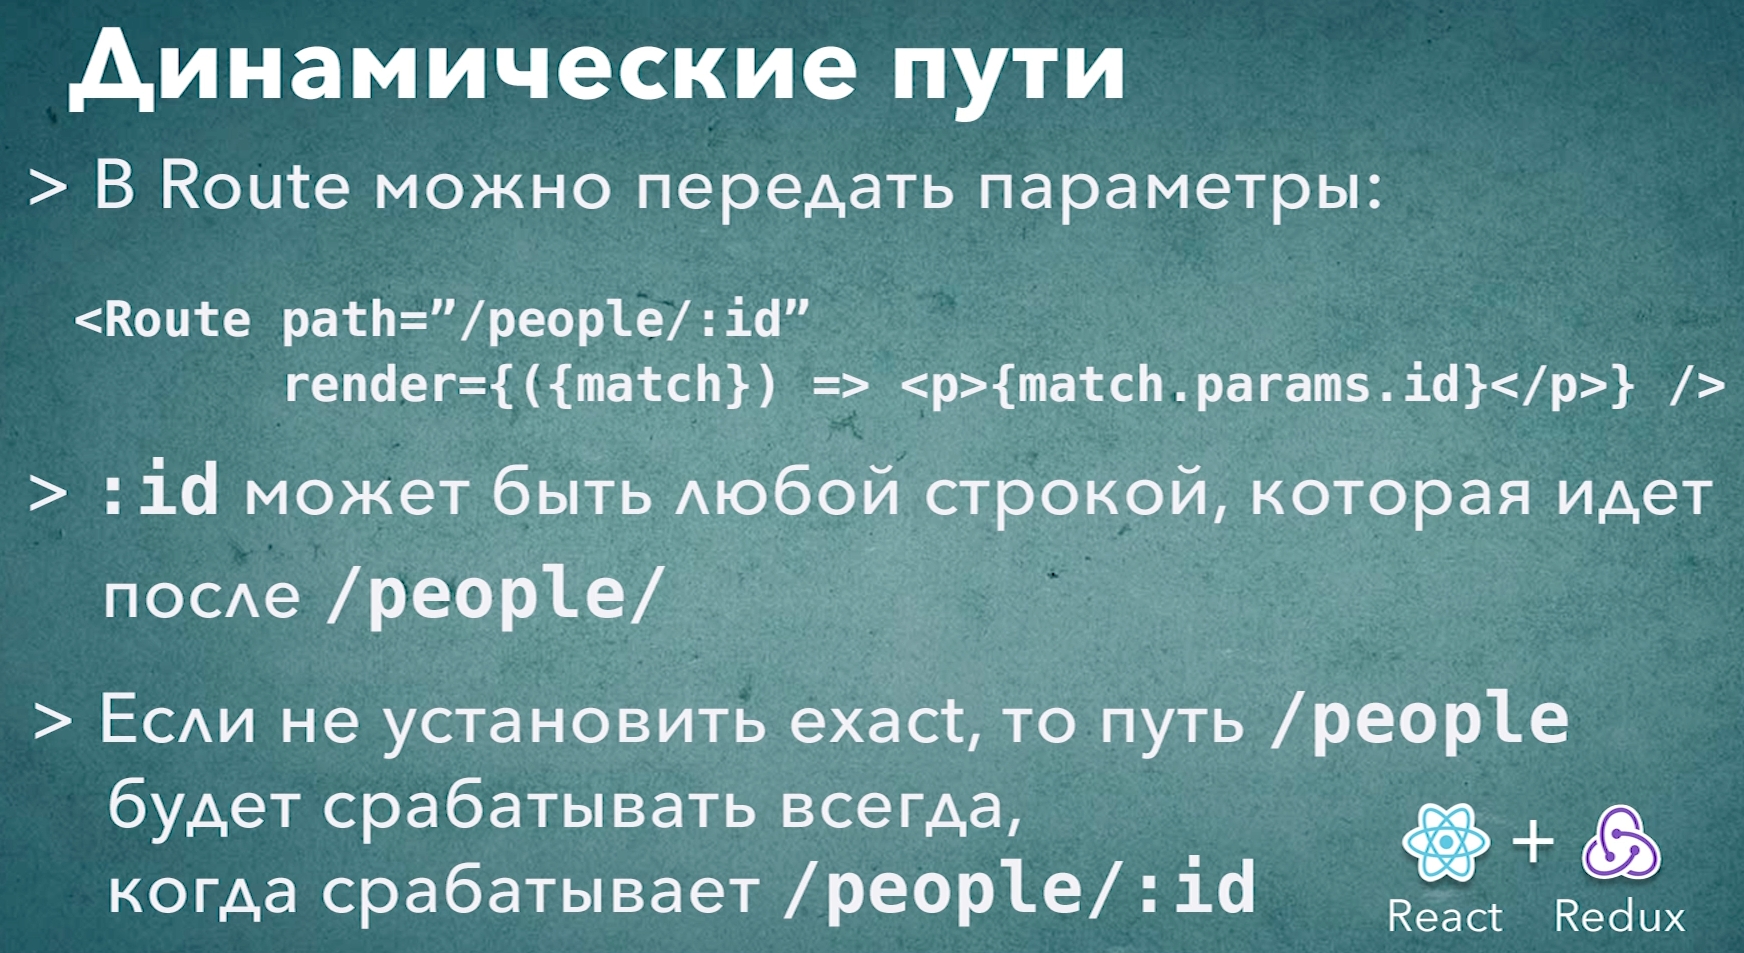 Динамические пути
> В Route можно передать параметры:
<Route path=”/people/:id”
render={({match}) => <p>{match.params.id}</p>} />
> :id может быть любой строкой, которая идет
после /people/
> Если не установить exact, то путь /people
будет срабатывать всегда,
когда срабатывает /people/:id
+
React Redux